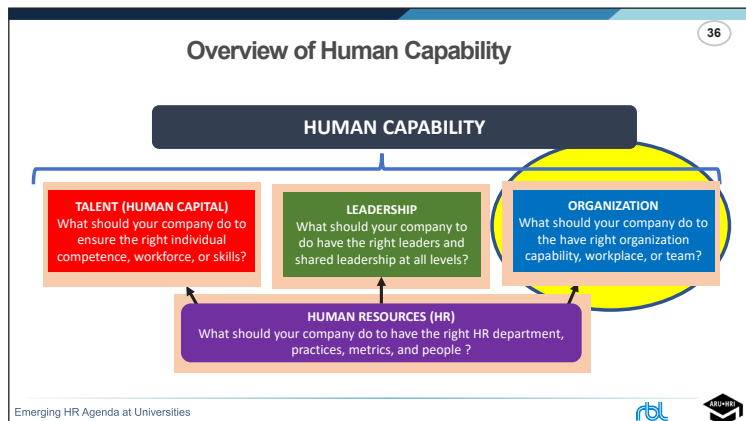 36
Overview of Human Capability
HUMAN CAPABILITY
TALENT (HUMAN CAPITAL)
What should your company do to
ensure the right individual
competence, workforce, or skills?
LEADERSHIP
What should your company to
do have the right leaders and
shared leadership at all levels?
ORGANIZATION
What should your company do to
the have right organization
capability, workplace, or team?
HUMAN RESOURCES (HR)
What should your company do to have the right HR department,
practices, metrics, and people ?
Emerging HR Agenda at Universities
rbl
ARU•HRI